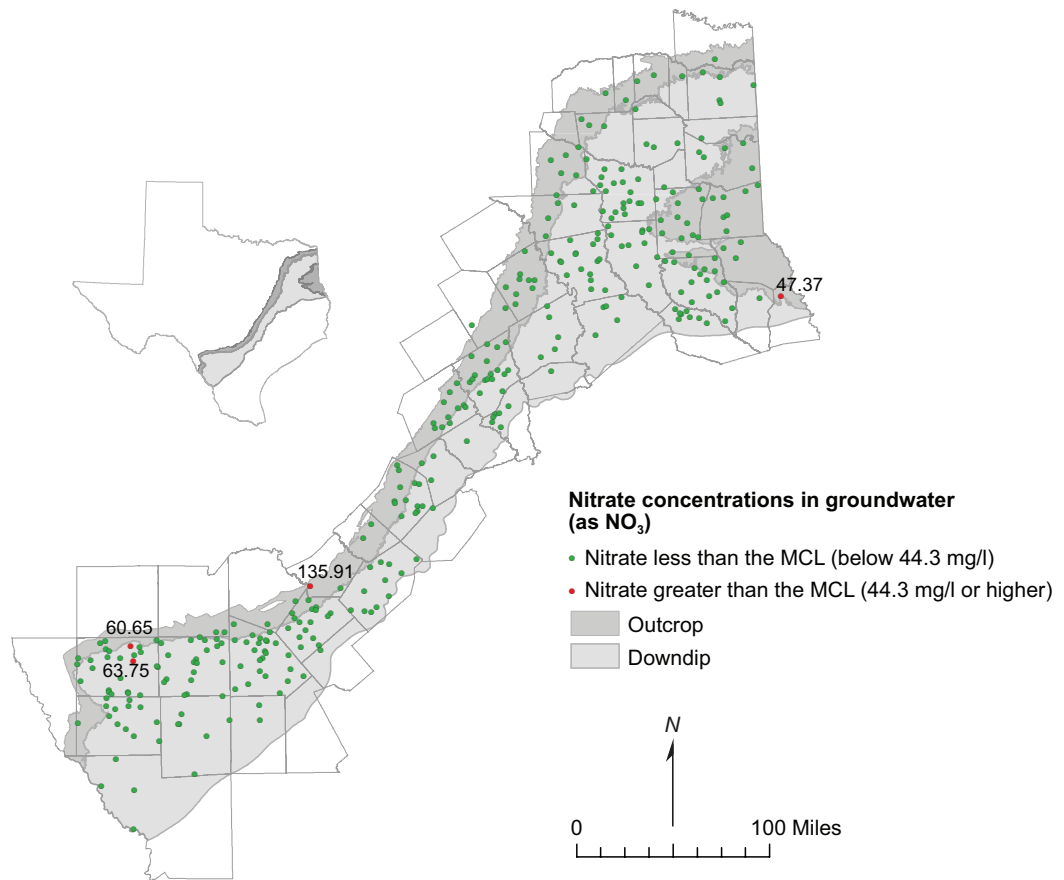 47.37
Nitrate concentrations in groundwater
(as NO3)
Nitrate less than the MCL (below 44.3 mg/l)
Nitrate greater than the MCL (44.3 mg/l or higher)
Outcrop
Downdip
135.91
60.65
63.75
N
0 100 Miles